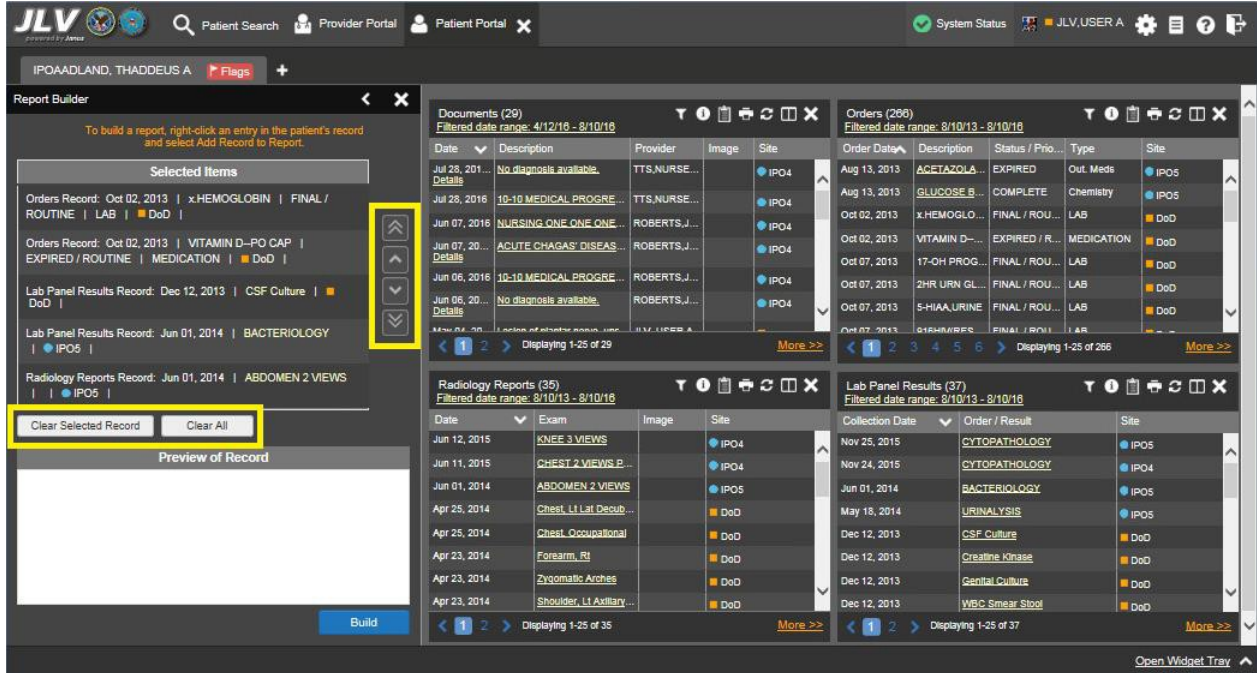 JLV
powered by Janus
Patient Search
Provider Portal
Patient Portal
System Status
JLV,USER A
IPOAADLAND, THADDEUS A
Flags
Report Builder
To build a report, right-click an entry in the patient's record
and select Add Record to Report.
Selected Items
Orders Record: Oct 02, 2013 | x.HEMOGLOBIN | FINAL /
ROUTINE | LAB | DoD |
Orders Record: Oct 02, 2013 | VITAMIN D--PO CAP |
EXPIRED / ROUTINE | MEDICATION | DoD |
Lab Panel Results Record: Dec 12, 2013 | CSF Culture |
DoD |
Lab Panel Results Record: Jun 01, 2014 | BACTERIOLOGY
| IPO5 |
Radiology Reports Record: Jun 01, 2014 | ABDOMEN 2 VIEWS
| | IPO5 |
Clear Selected Record Clear All
Preview of Record
Build
Documents (29)
Filtered date range: 4/12/16 - 8/10/16
Date Description Provider Image Site
Jul 28, 201... No diagnosis available. TTS,NURSE... IPO4
Details
Jul 28, 2016 10-10 MEDICAL PROGRE... TTS,NURSE... IPO4
Jun 07, 2016 NURSING ONE ONE ONE... ROBERTS,J... IPO4
Jun 07, 20... ACUTE CHAGAS' DISEAS... ROBERTS,J... IPO4
Details
Jun 06, 2016 10-10 MEDICAL PROGRE... ROBERTS,J... IPO4
Jun 06, 20... No diagnosis available. ROBERTS,J... IPO4
Details
1 2 Displaying 1-25 of 29 More >>
Orders (266)
Filtered date range: 8/10/13 - 8/10/16
Order Date Description Status / Prio... Type Site
Aug 13, 2013 ACETAZOLA... EXPIRED Out. Meds IPO5
Aug 13, 2013 GLUCOSE B... COMPLETE Chemistry IPO5
Oct 02, 2013 x.HEMOGLO... FINAL / ROU... LAB DoD
Oct 02, 2013 VITAMIN D--... EXPIRED / R... MEDICATION DoD
Oct 07, 2013 17-OH PROG... FINAL / ROU... LAB DoD
Oct 07, 2013 2HR URN GL... FINAL / ROU... LAB DoD
Oct 07, 2013 5-HIAA,URINE FINAL / ROU... LAB DoD
1 2 3 4 5 6 Displaying 1-25 of 266 More >>
Radiology Reports (35)
Filtered date range: 8/10/13 - 8/10/16
Date Exam Image Site
Jun 12, 2015 KNEE 3 VIEWS IPO4
Jun 11, 2015 CHEST 2 VIEWS P... IPO4
Jun 01, 2014 ABDOMEN 2 VIEWS IPO5
Apr 25, 2014 Chest, Lt Lat Decub... DoD
Apr 25, 2014 Chest, Occupational DoD
Apr 23, 2014 Forearm, Rt DoD
Apr 23, 2014 Zygomatic Arches DoD
Apr 23, 2014 Shoulder, Lt Axillary... DoD
1 2 Displaying 1-25 of 35 More >>
Lab Panel Results (37)
Filtered date range: 8/10/13 - 8/10/16
Collection Date Order / Result Site
Nov 25, 2015 CYTOPATHOLOGY IPO5
Nov 24, 2015 CYTOPATHOLOGY IPO4
Jun 01, 2014 BACTERIOLOGY IPO5
May 18, 2014 URINALYSIS IPO5
Dec 12, 2013 CSF Culture DoD
Dec 12, 2013 Creatine Kinase DoD
Dec 12, 2013 Genital Culture DoD
Dec 12, 2013 WBC Smear Stool DoD
1 2 Displaying 1-25 of 37 More >>
Open Widget Tray